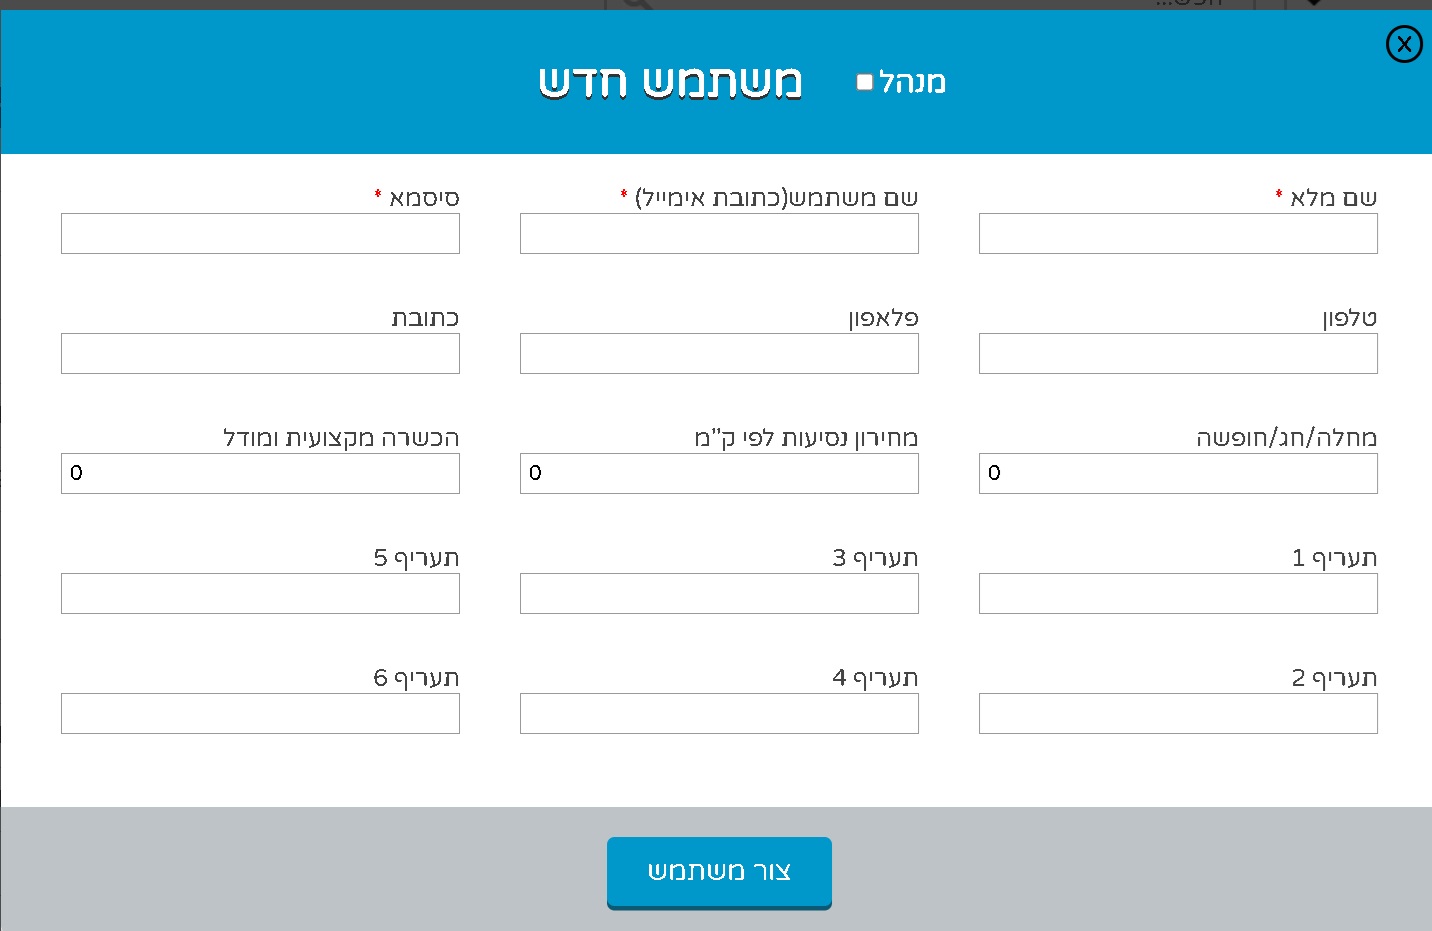 חפש...
X
מנהל
משתמש חדש
שם מלא *
שם משתמש(כתובת אימייל) *
סיסמא *
טלפון
פלאפון
כתובת
מחלה/חג/חופשה
מחירון נסיעות לפי ק"מ
הכשרה מקצועית ומודל
0
0
0
תעריף 1
תעריף 3
תעריף 5
תעריף 2
תעריף 4
תעריף 6
צור משתמש